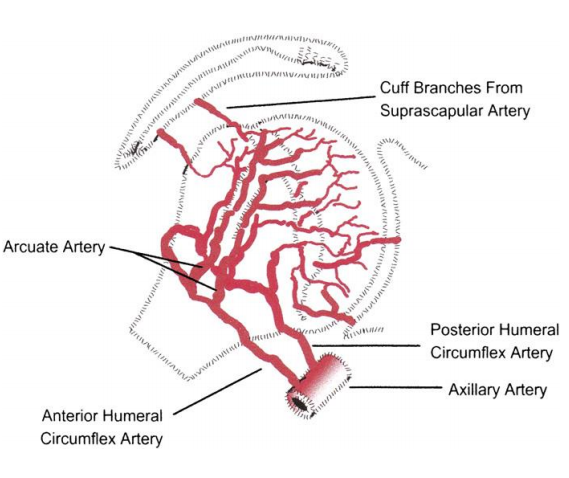 Cuff Branches From
Suprascapular Artery
Arcuate Artery
Posterior Humeral
Circumflex Artery
Axillary Artery
Anterior Humeral
Circumflex Artery